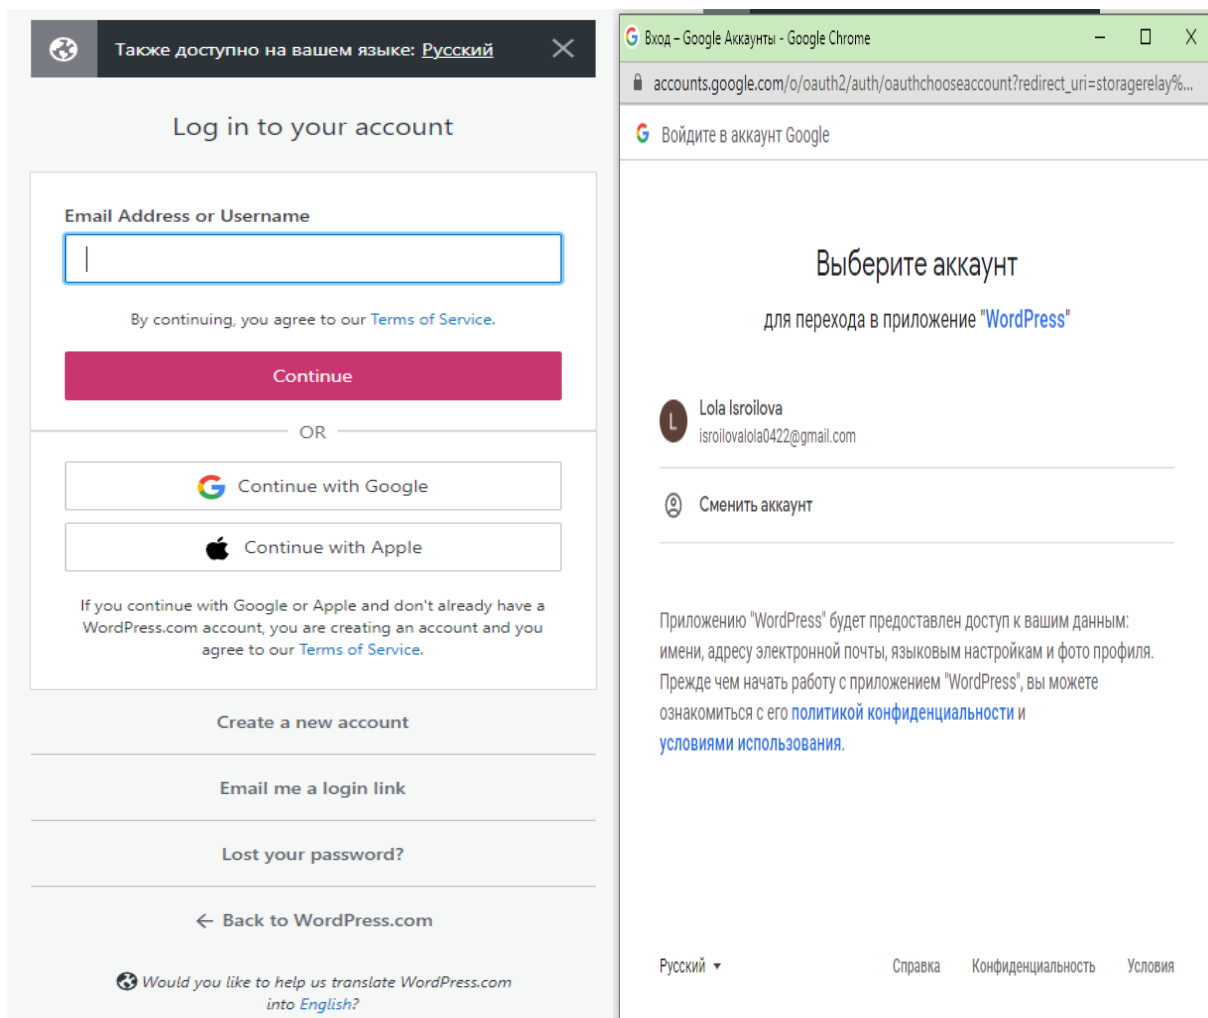 Также доступно на вашем языке: Русский
Log in to your account
Email Address or Username
By continuing, you agree to our Terms of Service.
Continue
OR
Continue with Google
Continue with Apple
If you continue with Google or Apple and don't already have a
WordPress.com account, you are creating an account and you
agree to our Terms of Service.
Create a new account
Email me a login link
Lost your password?
← Back to WordPress.com
Would you like to help us translate WordPress.com
into English?
Вход – Google Аккаунты - Google Chrome
accounts.google.com/o/oauth2/auth/oauthchooseaccount?redirect_uri=storagerelay%...
Войдите в аккаунт Google
Выберите аккаунт
для перехода в приложение "WordPress"
L
Lola Isroilova
isroilovalola0422@gmail.com
Сменить аккаунт
Приложению "WordPress" будет предоставлен доступ к вашим данным:
имени, адресу электронной почты, языковым настройкам и фото профиля.
Прежде чем начать работу с приложением "WordPress", вы можете
ознакомиться с его политикой конфиденциальности и
условиями использования.
Русский
Справка
Конфиденциальность
Условия